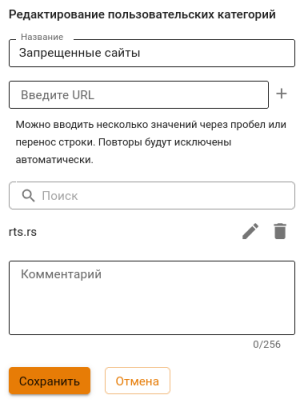 Редактирование пользовательских категорий
Название
Запрещенные сайты
Введите URL
Можно вводить несколько значений через пробел или
перенос строки. Повторы будут исключены
автоматически.
Поиск
rts.rs
Комментарий
0/256
Сохранить
Отмена